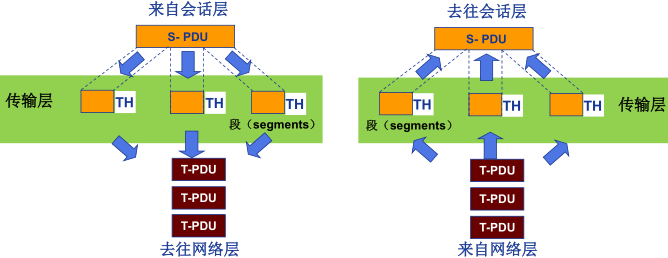 来自会话层
S- PDU
传输层
TH
TH
TH
段（segments）
T-PDU
T-PDU
T-PDU
去往网络层
去往会话层
S- PDU
TH
TH
TH
传输层
段（segments）
T-PDU
T-PDU
T-PDU
来自网络层